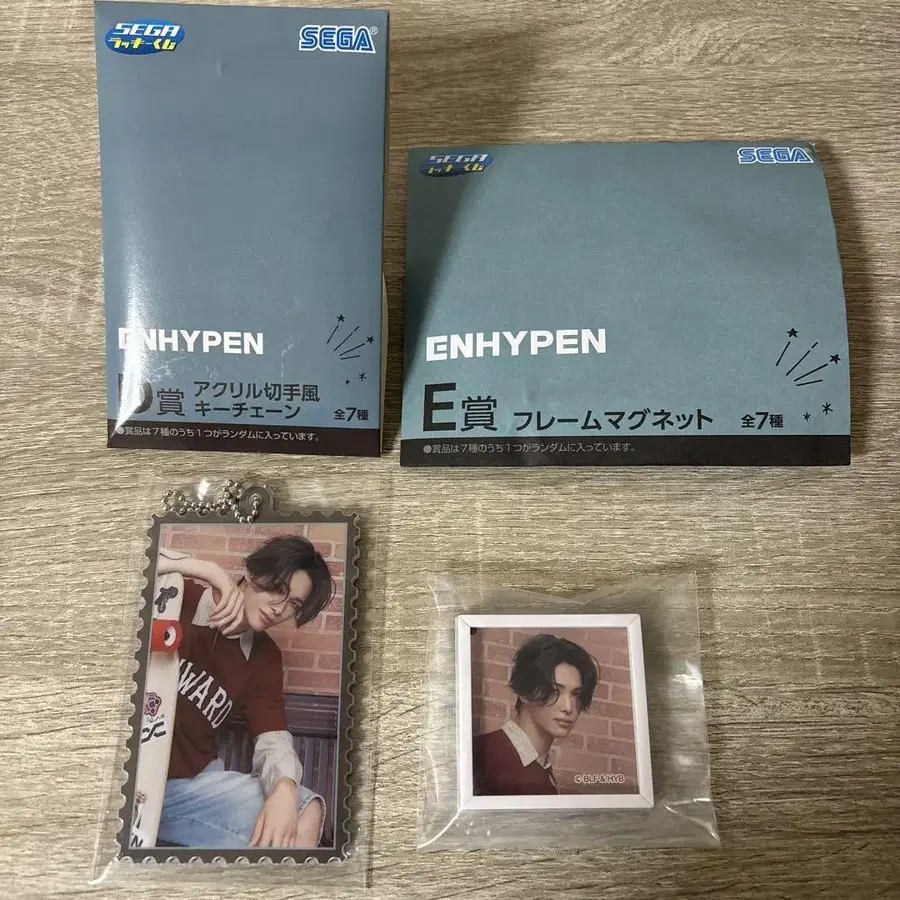 SEGA
ラッキーくじ
SEGA
ENHYPEN
D賞 アクリル切手風
キーチェーン 全7種
●賞品は7種のうち1つがランダムに入っています。
SEGA
ラッキーくじ
SEGA
ENHYPEN
E賞 フレームマグネット 全7種
●賞品は7種のうち1つがランダムに入っています。
WARD
© BLF & HYB